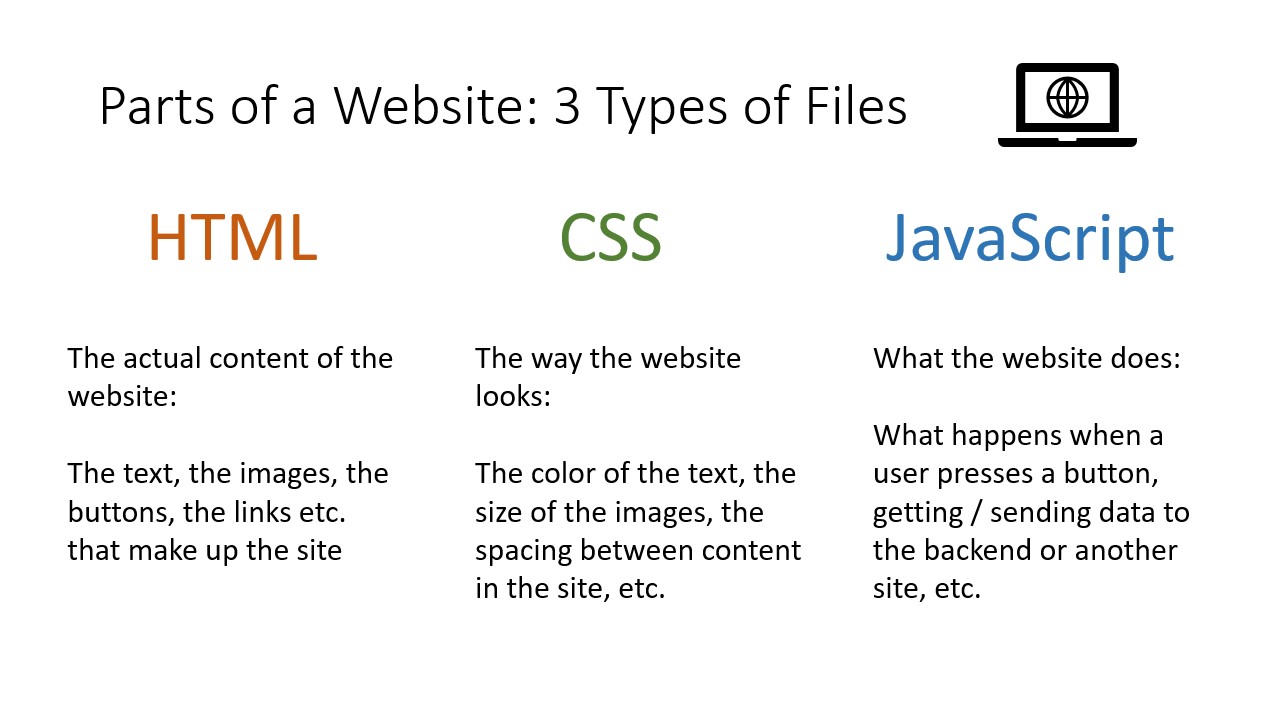 Parts of a Website: 3 Types of Files
HTML
The actual content of the
website:
The text, the images, the
buttons, the links etc.
that make up the site
CSS
The way the website
looks:
The color of the text, the
size of the images, the
spacing between content
in the site, etc.
JavaScript
What the website does:
What happens when a
user presses a button,
getting / sending data to
the backend or another
site, etc.